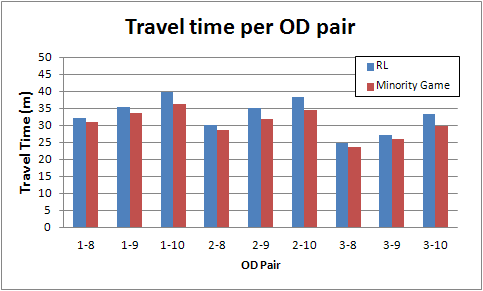 Travel time per OD pair
RL
Minority Game
Travel Time (m)
50
45
40
35
30
25
20
15
10
5
0
1-8 1-9 1-10 2-8 2-9 2-10 3-8 3-9 3-10
OD Pair